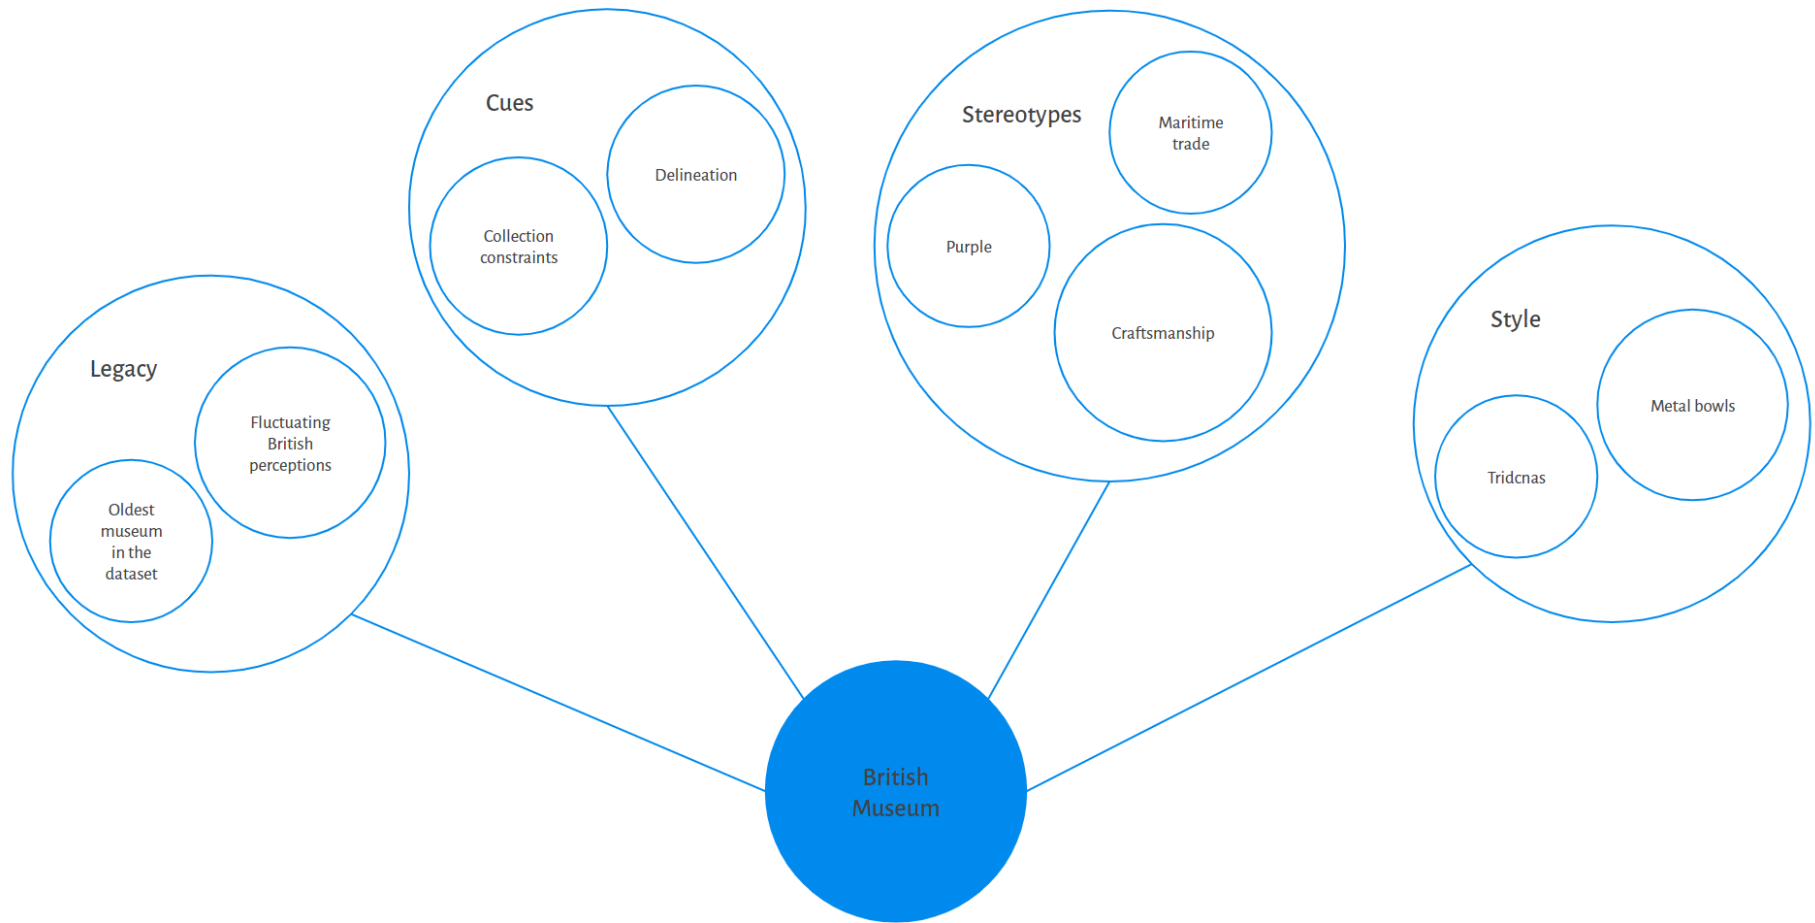 Cues
Delineation
Collection
constraints
Stereotypes
Maritime
trade
Purple
Craftsmanship
Legacy
Fluctuating
British
perceptions
Oldest
museum
in the
dataset
Style
Metal bowls
Tridcnas
British
Museum